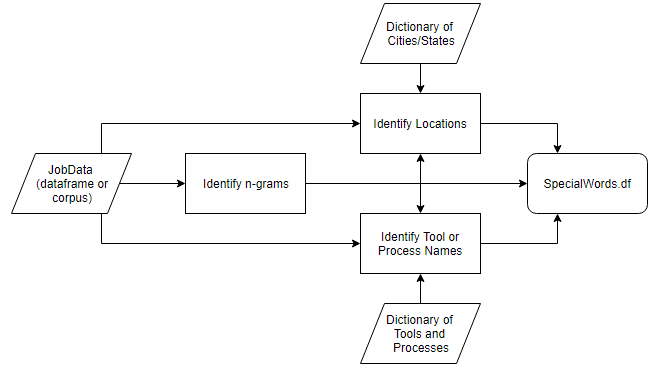 Dictionary of
Cities/States
Identify Locations
JobData
(dataframe or
corpus)
Identify n-grams
SpecialWords.df
Identify Tool or
Process Names
Dictionary of
Tools and
Processes